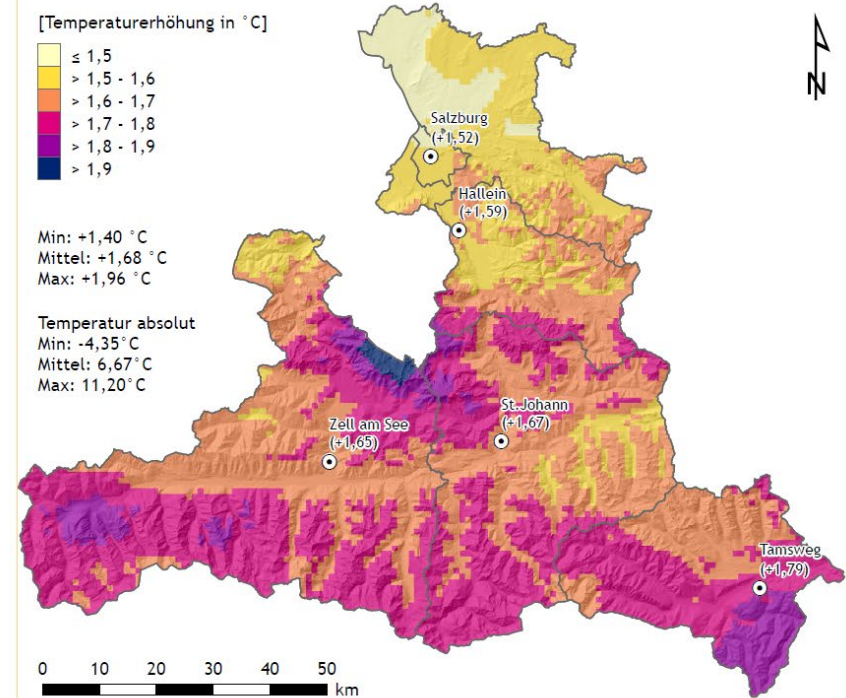 [Temperaturerhöhung in °C]
≤ 1,5
> 1,5 - 1,6
> 1,6 - 1,7
> 1,7 - 1,8
> 1,8 - 1,9
> 1,9
N
Salzburg
(+1,52)
Hallein
(+1,59)
Min: +1,40 °C
Mittel: +1,68 °C
Max: +1,96 °C
Temperatur absolut
Min: -4,35°C
Mittel: 6,67°C
Max: 11,20°C
St.Johann
(+1,67)
Zell am See
(+1,65)
Tamsweg
(+1,79)
0 10 20 30 40 50
km